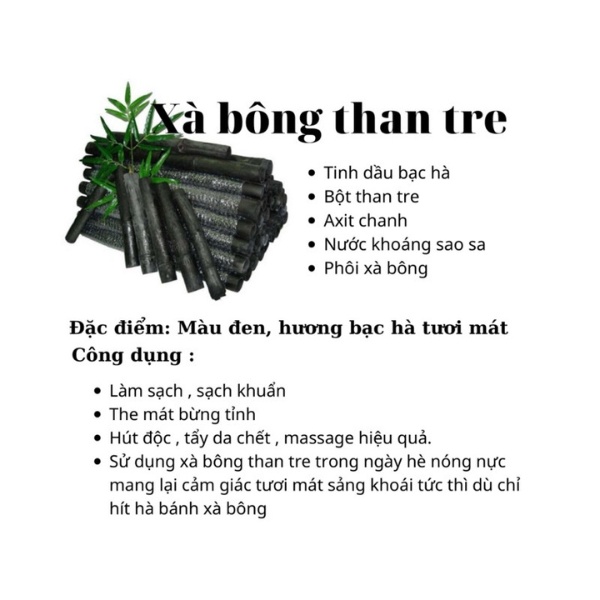 Xà bông than tre
• Tinh dầu bạc hà
• Bột than tre
• Axit chanh
• Nước khoáng sao sa
• Phôi xà bông
Đặc điểm: Màu đen, hương bạc hà tươi mát
Công dụng :
• Làm sạch , sạch khuẩn
• The mát bừng tỉnh
• Hút độc , tẩy da chết , massage hiệu quả.
• Sử dụng xà bông than tre trong ngày hè nóng nực
mang lại cảm giác tươi mát sảng khoái tức thì dù chỉ
hít hà bánh xà bông